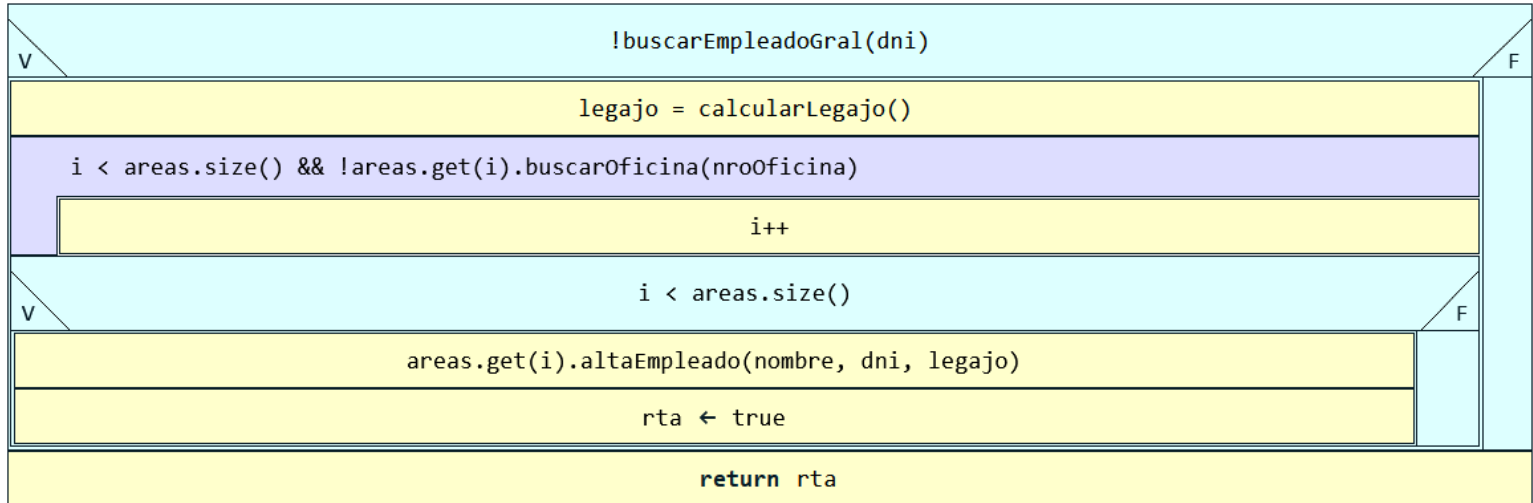 !buscarEmpleadoGral(dni)
V
F
legajo = calcularLegajo()
i < areas.size() && !areas.get(i).buscarOficina(nroOficina)
i++
i < areas.size()
V
F
areas.get(i).altaEmpleado(nombre, dni, legajo)
rta ← true
return rta